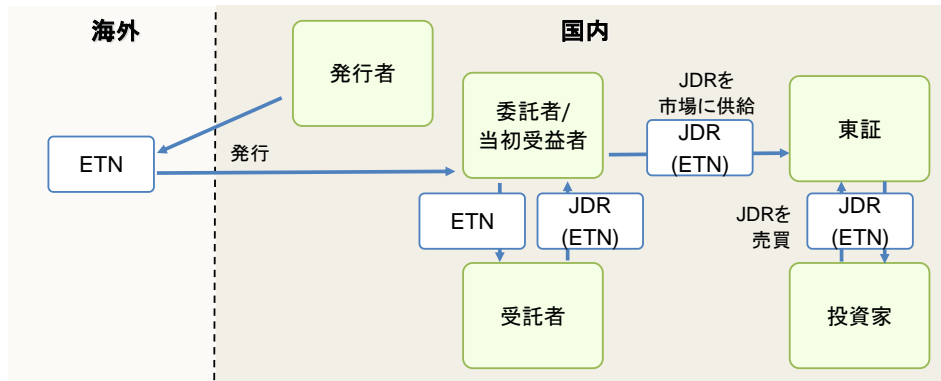 海外
国内
発行者
JDRを
市場に供給
委託者/
当初受益者
JDR
(ETN)
東証
ETN
発行
ETN
JDR
(ETN)
JDRを
売買
JDR
(ETN)
受託者
投資家